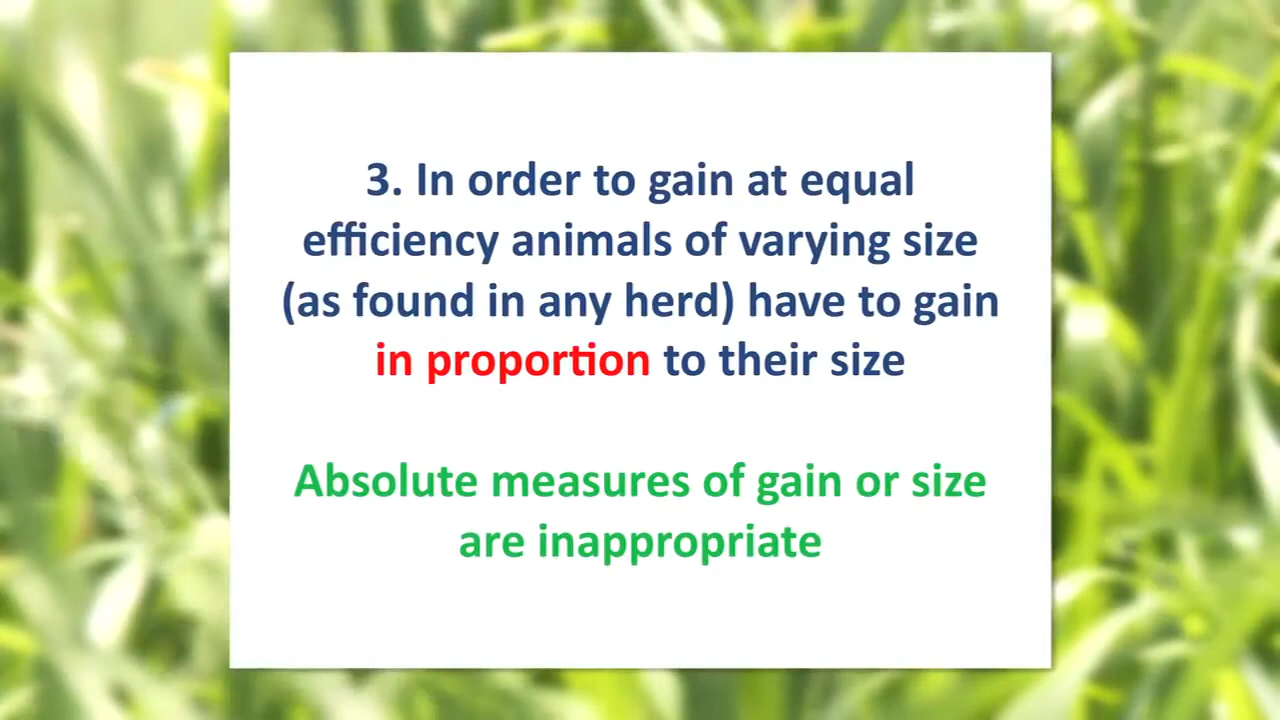 3. In order to gain at equal
efficiency animals of varying size
(as found in any herd) have to gain
in proportion to their size
Absolute measures of gain or size
are inappropriate